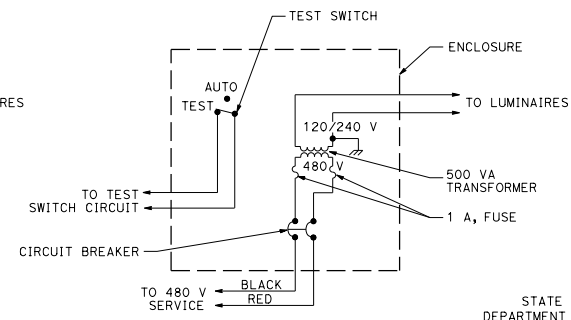 TEST SWITCH
ENCLOSURE
AUTO
TEST
RES
TO LUMINAIRES
120/240 V
480 V
500 VA
TRANSFORMER
TO TEST
SWITCH CIRCUIT
1 A, FUSE
CIRCUIT BREAKER
BLACK
TO 480 V
SERVICE
RED
STATE
DEPARTMENT